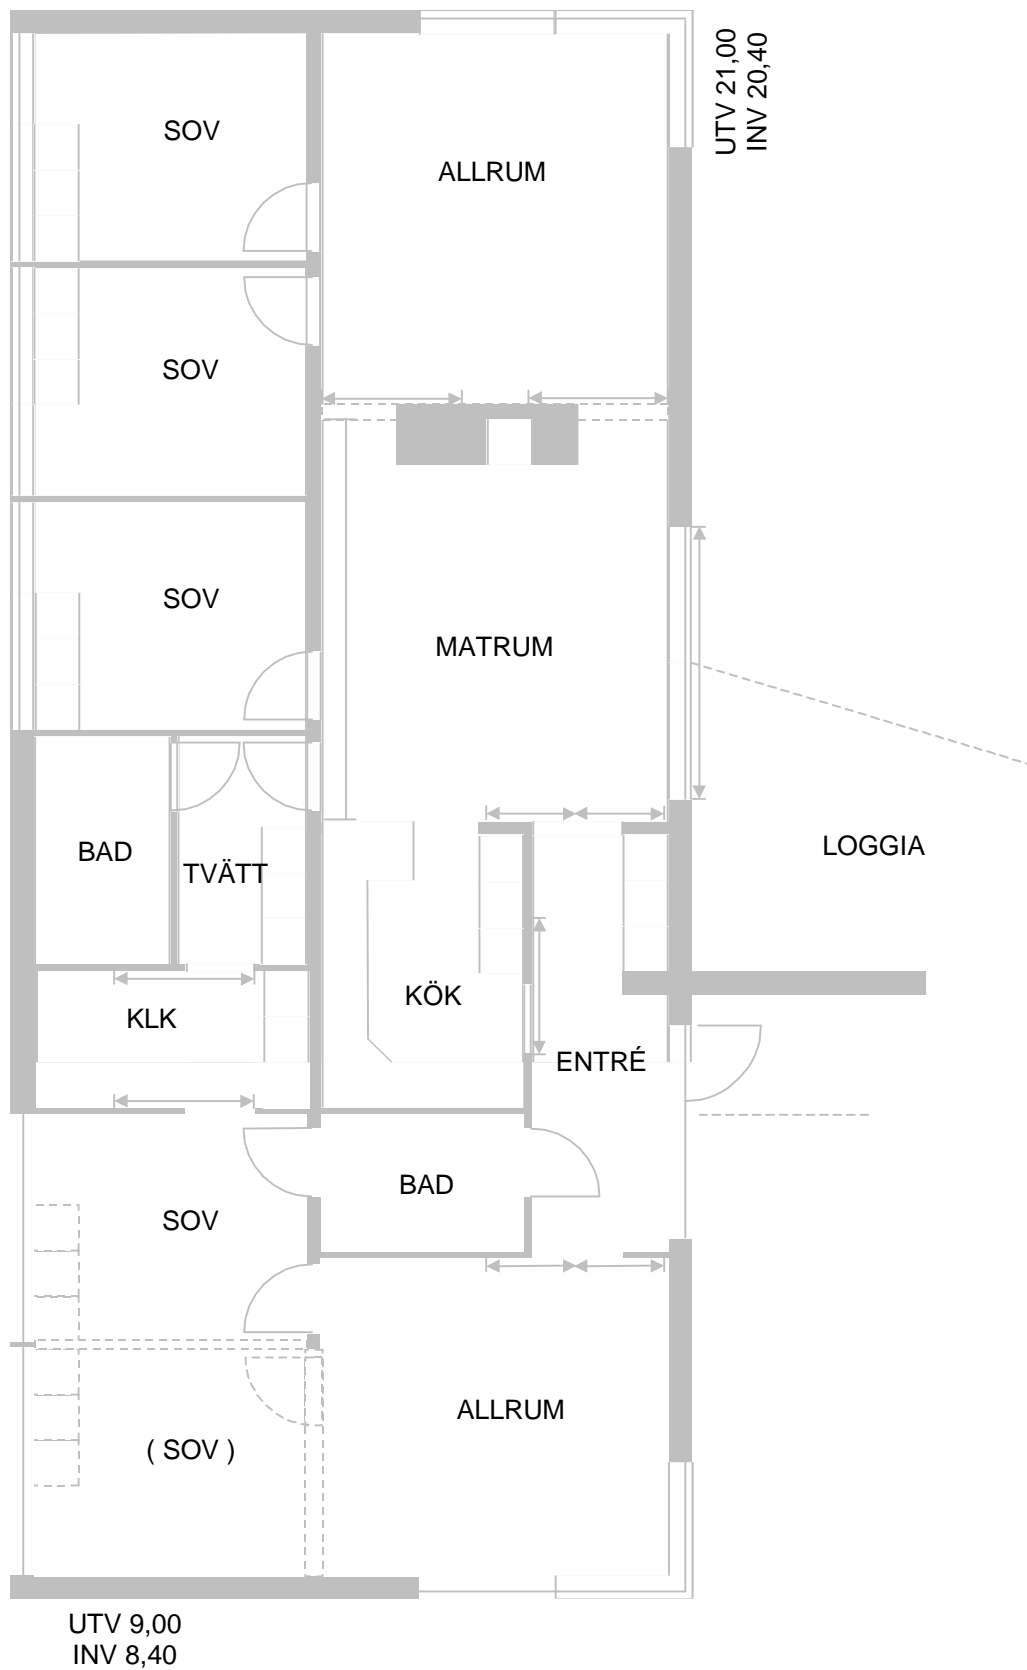 UTV 21,00
INV 20,40
SOV
ALLRUM
SOV
SOV
MATRUM
LOGGIA
BAD
TVÄTT
KÖK
KLK
ENTRÉ
BAD
SOV
ALLRUM
( SOV )
UTV 9,00
INV 8,40